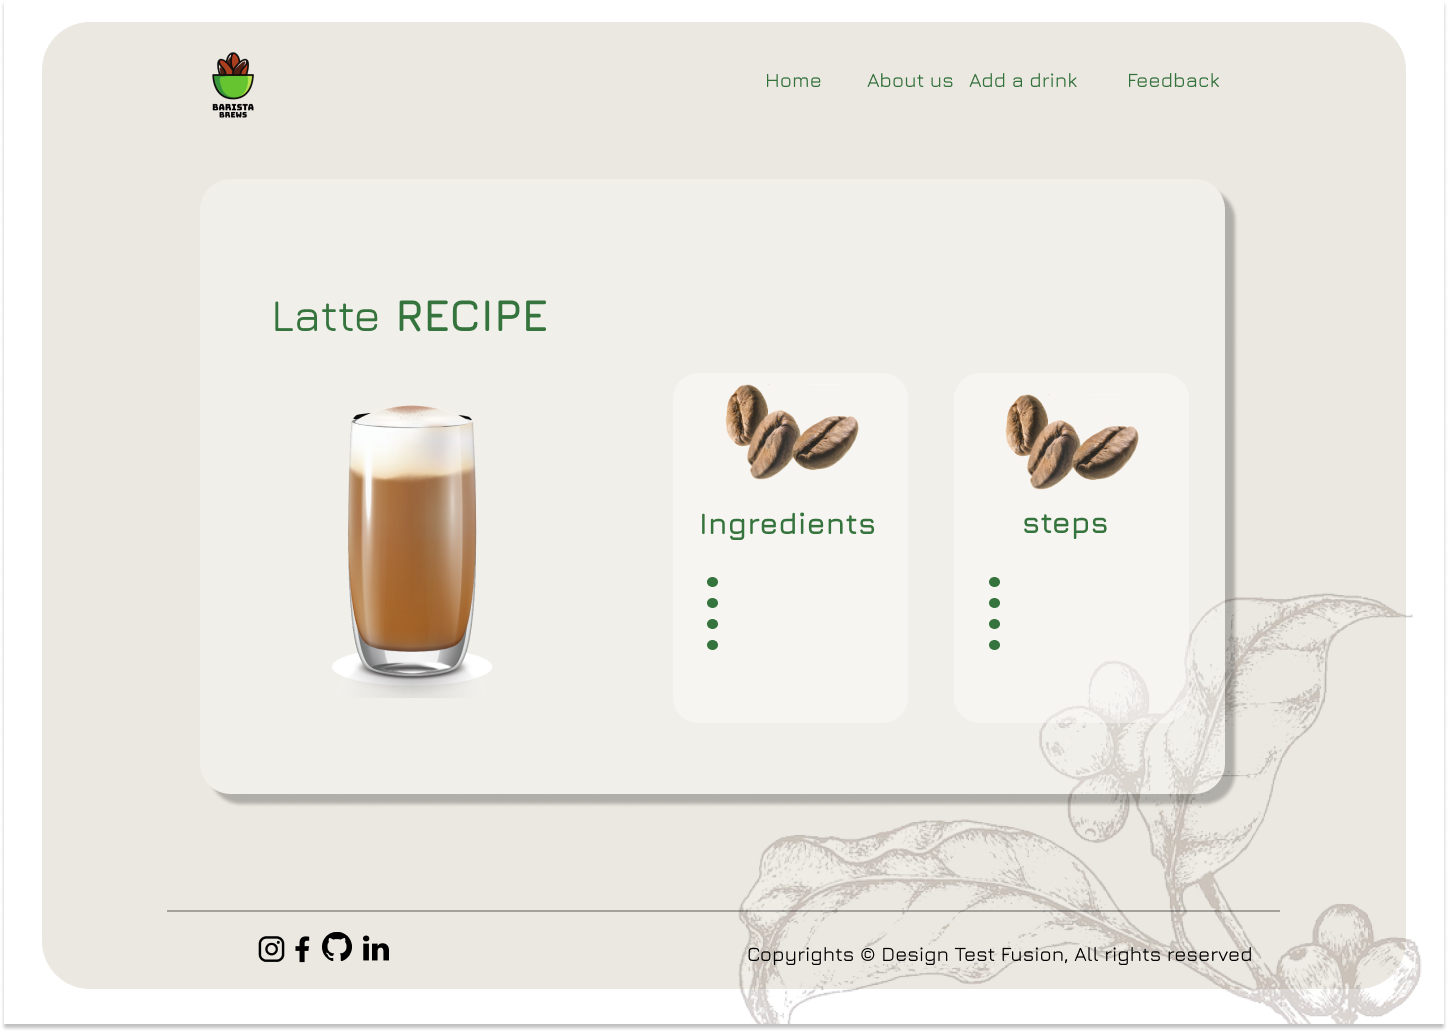 BARISTA
BREWS
Home About us Add a drink Feedback
Latte RECIPE
Ingredients
steps
Copyrights © Design Test Fusion, All rights reserved